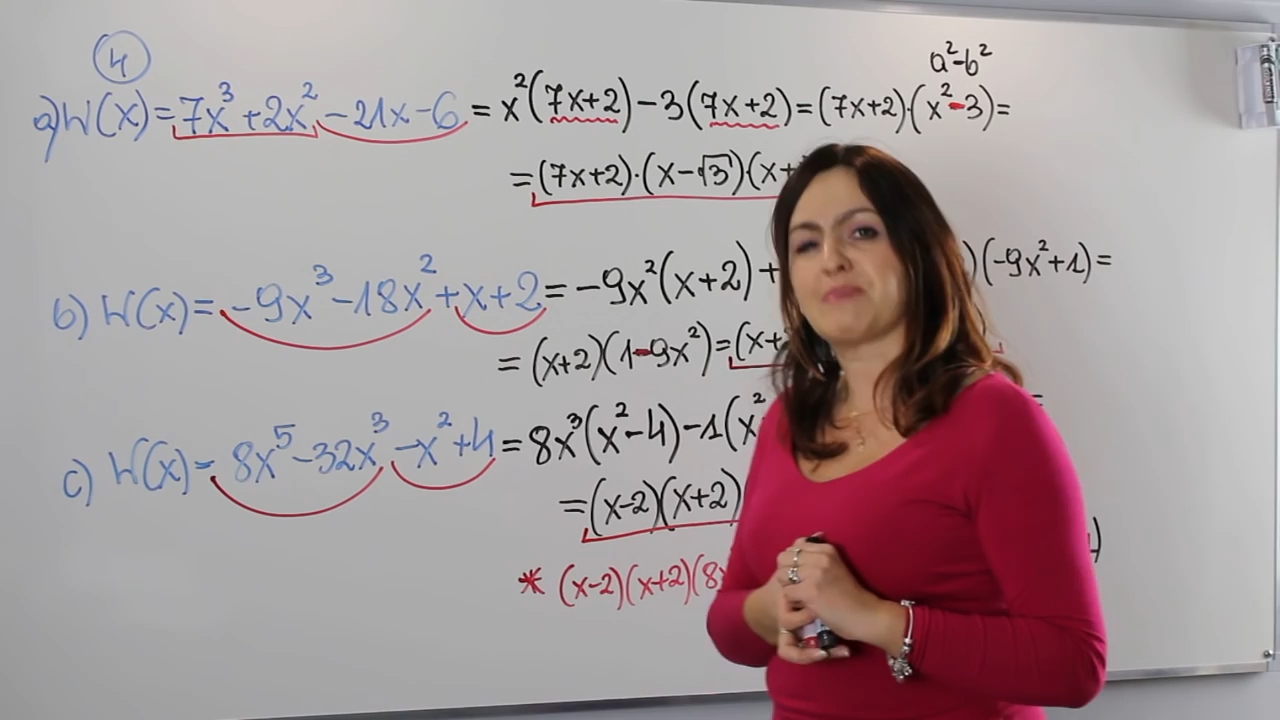 4
a²-b²
a) W(x)= 7x³+2x²-21x-6 = x²(7x+2)-3(7x+2)=(7x+2)·(x²-3)=
=(7x+2)·(x-√3)·(x+
b) W(x)= -9x³-18x²+x+2 = -9x²(x+2)+ )(-9x²+1)=
=(x+2)(1-9x²)=(x+
c) W(x)= 8x⁵-32x³-x²+4 = 8x³(x²-4)-1(x² =
=(x-2)(x+2) )
* (x-2)(x+2)(8x